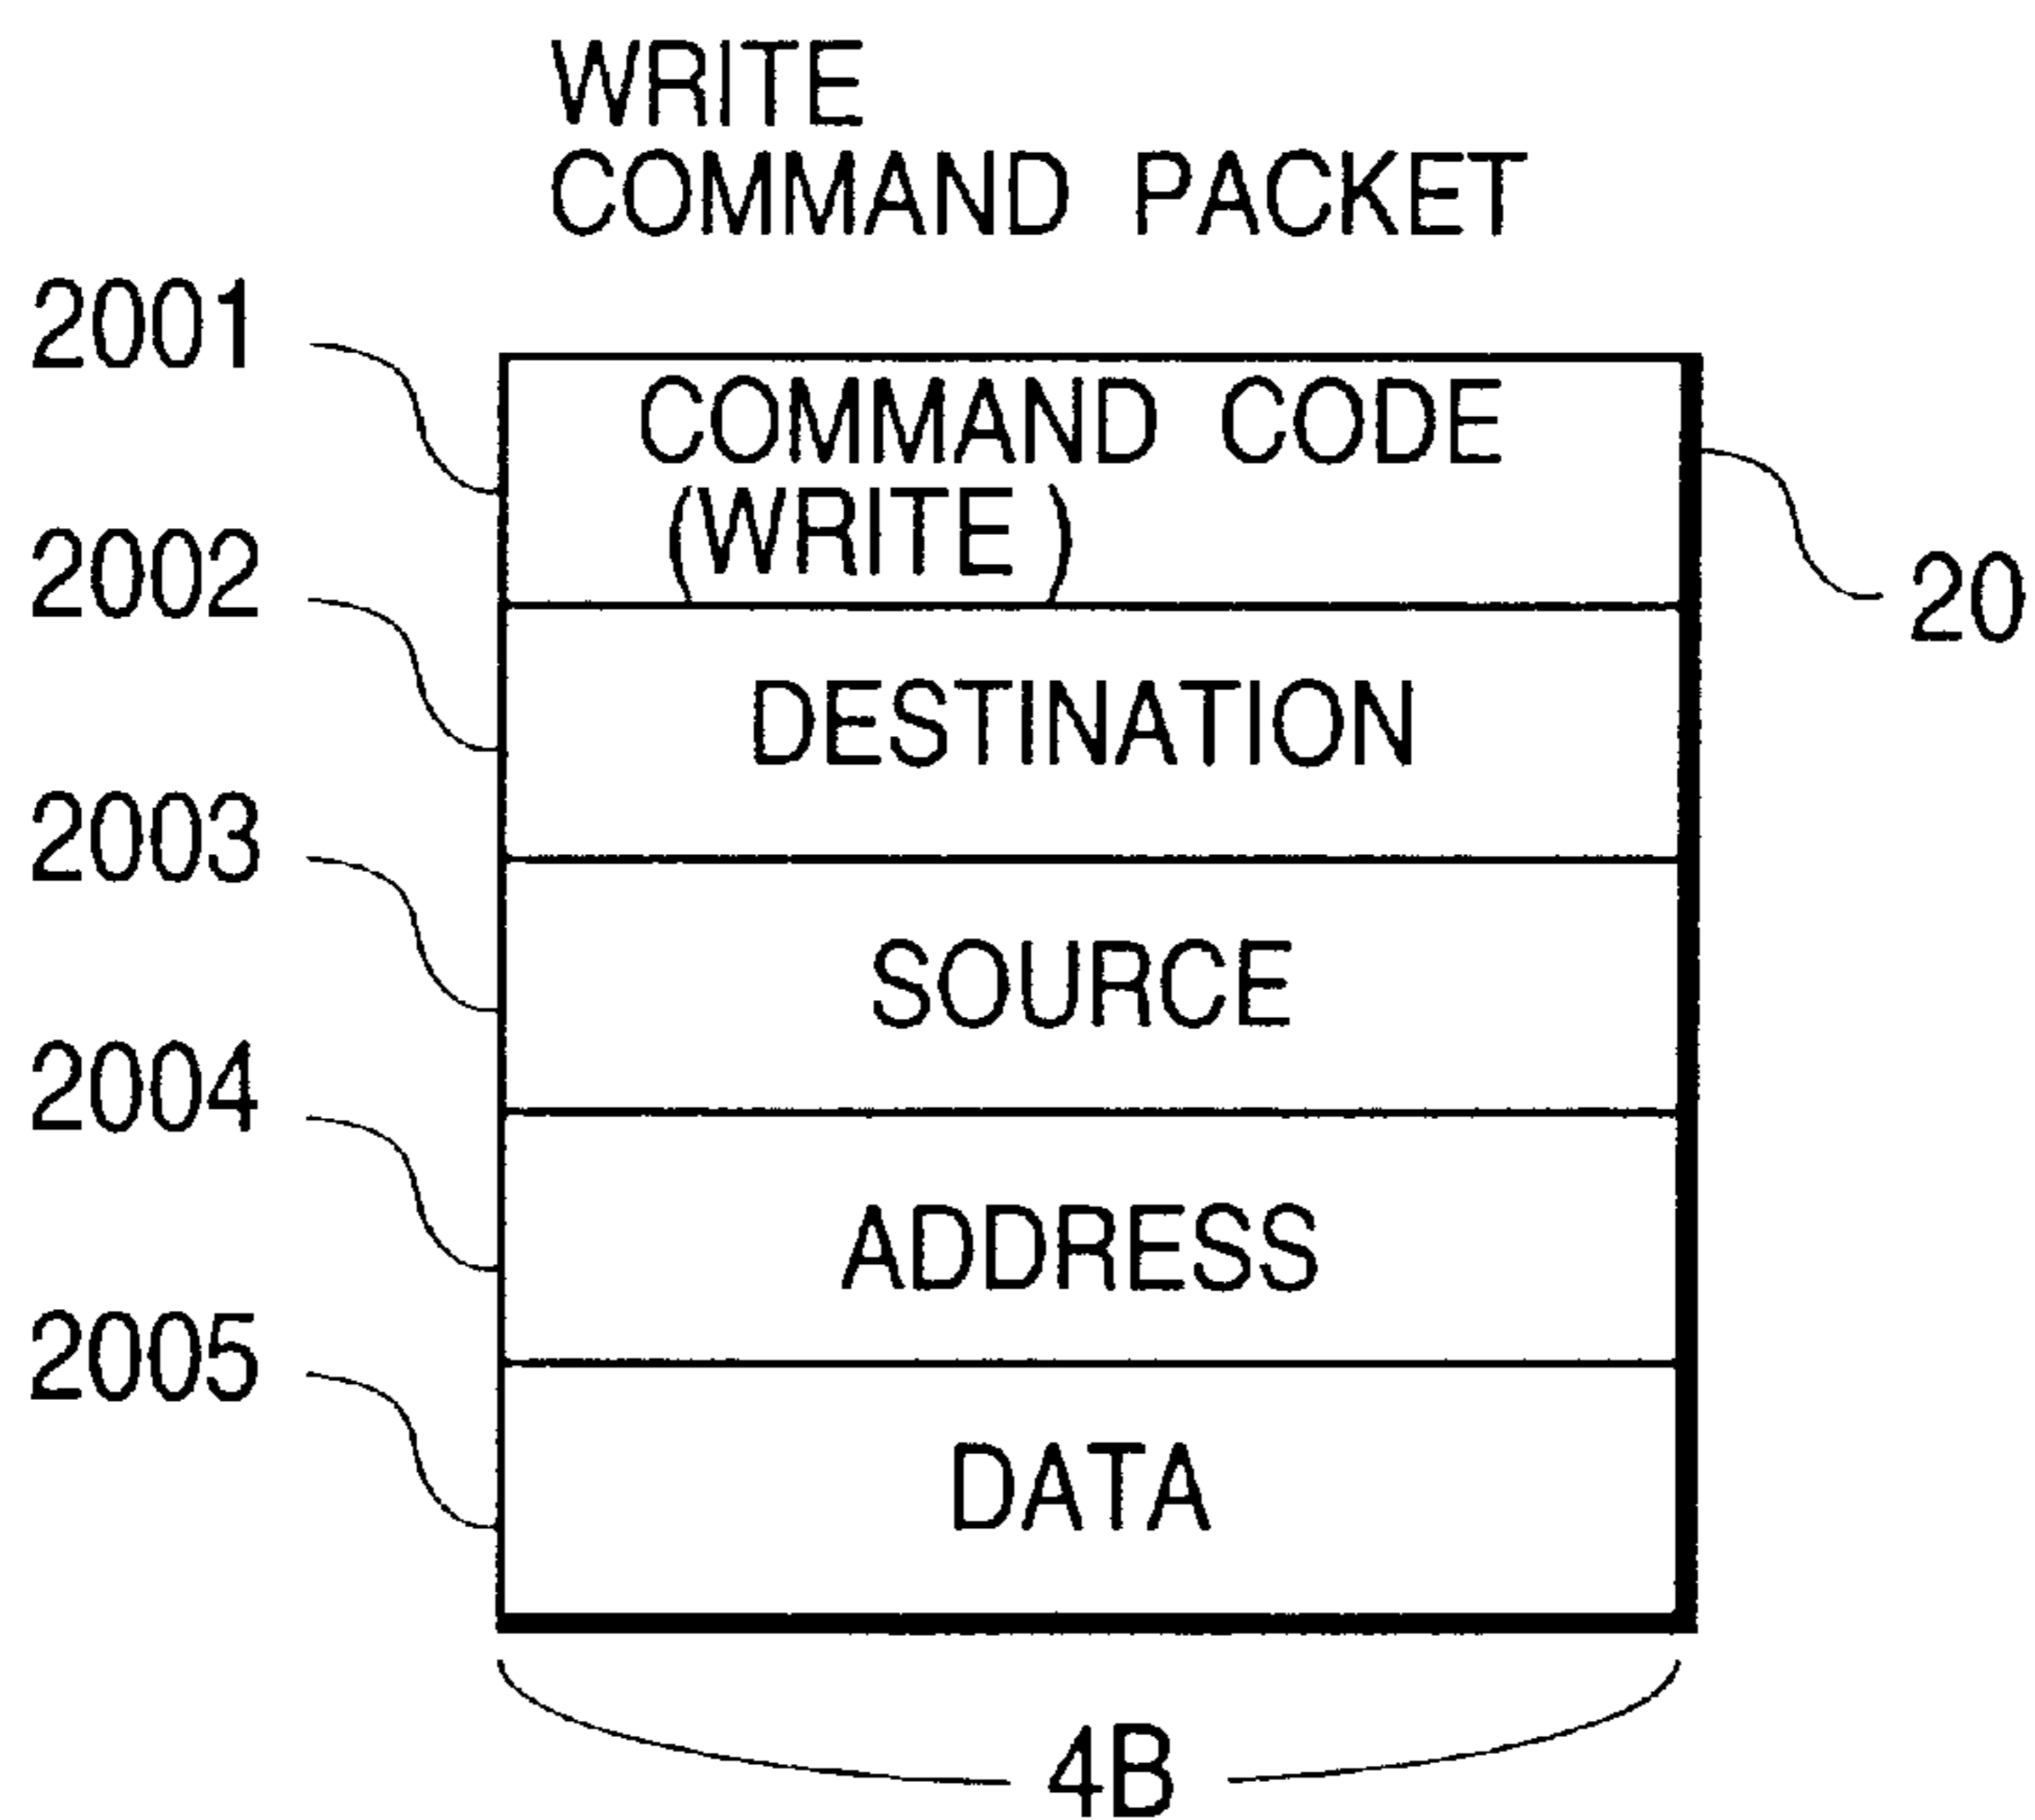 WRITE
COMMAND PACKET
2001
COMMAND CODE
(WRITE)
20
2002
DESTINATION
2003
SOURCE
2004
ADDRESS
2005
DATA
4B